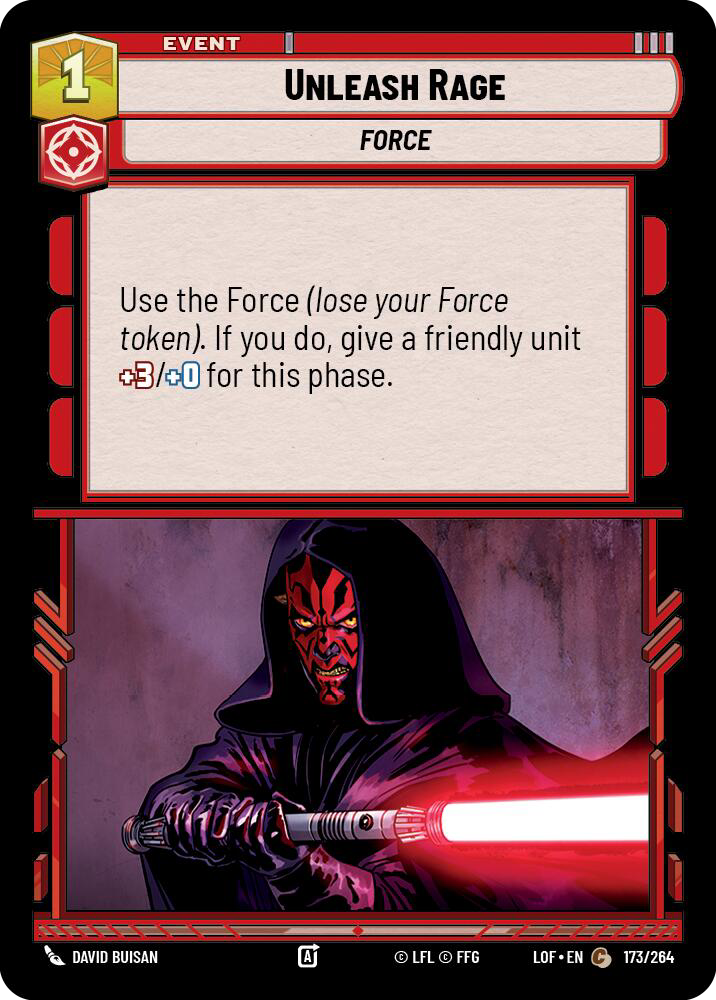 EVENT
1
UNLEASH RAGE
FORCE
Use the Force (lose your Force
token). If you do, give a friendly unit
+3/+0 for this phase.
DAVID BUISAN
A
© LFL © FFG
LOF • EN
C
173/264